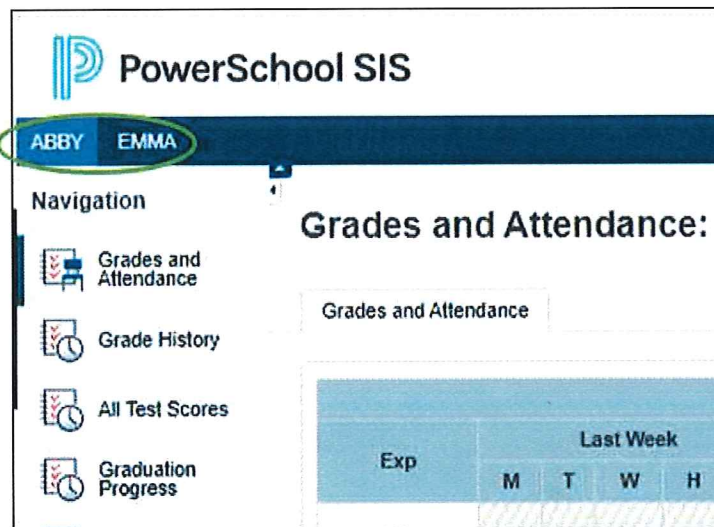 PowerSchool SIS
ABBY EMMA
Navigation
Grades and
Attendance
Grade History
All Test Scores
Graduation
Progress
Grades and Attendance:
Grades and Attendance
Exp
Last Week
M T W H